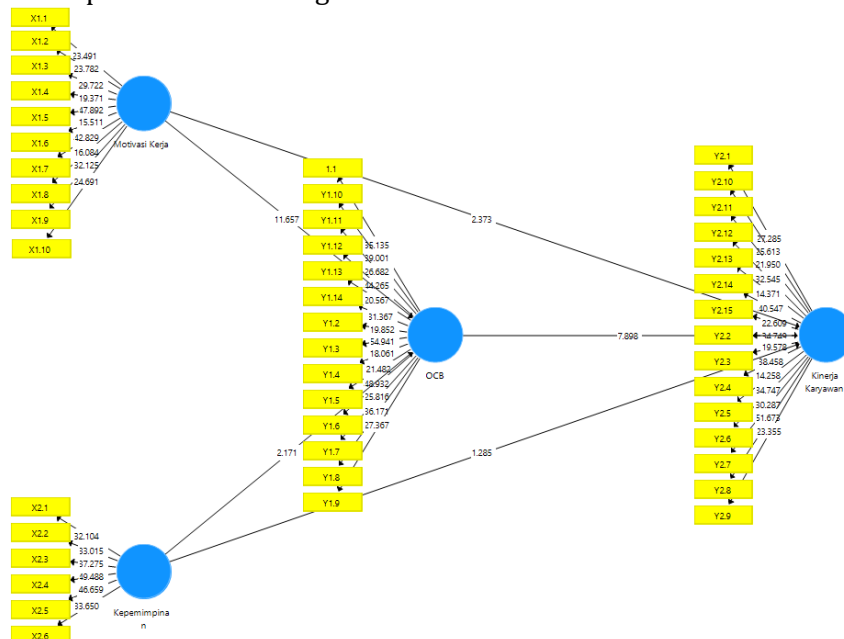 X1.1
X1.2
X1.3
X1.4
X1.5
X1.6
X1.7
X1.8
X1.9
X1.10
23.491
23.782
29.722
19.371
47.892
15.511
42.829
16.084
32.125
24.691
Motivasi Kerja
11.657
2.373
X2.1
X2.2
X2.3
X2.4
X2.5
X2.6
32.104
33.015
37.275
49.488
46.659
33.650
Kepemimpina
n
2.171
1.285
1.1
Y1.10
Y1.11
Y1.12
Y1.13
Y1.14
Y1.2
Y1.3
Y1.4
Y1.5
Y1.6
Y1.7
Y1.8
Y1.9
35.135
39.001
26.682
44.265
20.567
31.367
19.852
54.941
18.061
21.482
48.932
25.816
36.171
27.367
OCB
7.898
Y2.1
Y2.10
Y2.11
Y2.12
Y2.13
Y2.14
Y2.15
Y2.2
Y2.3
Y2.4
Y2.5
Y2.6
Y2.7
Y2.8
Y2.9
27.285
25.613
21.950
32.545
14.371
40.547
22.609
19.578
38.458
14.258
34.747
30.287
51.673
23.355
Kinerja
Karyawan